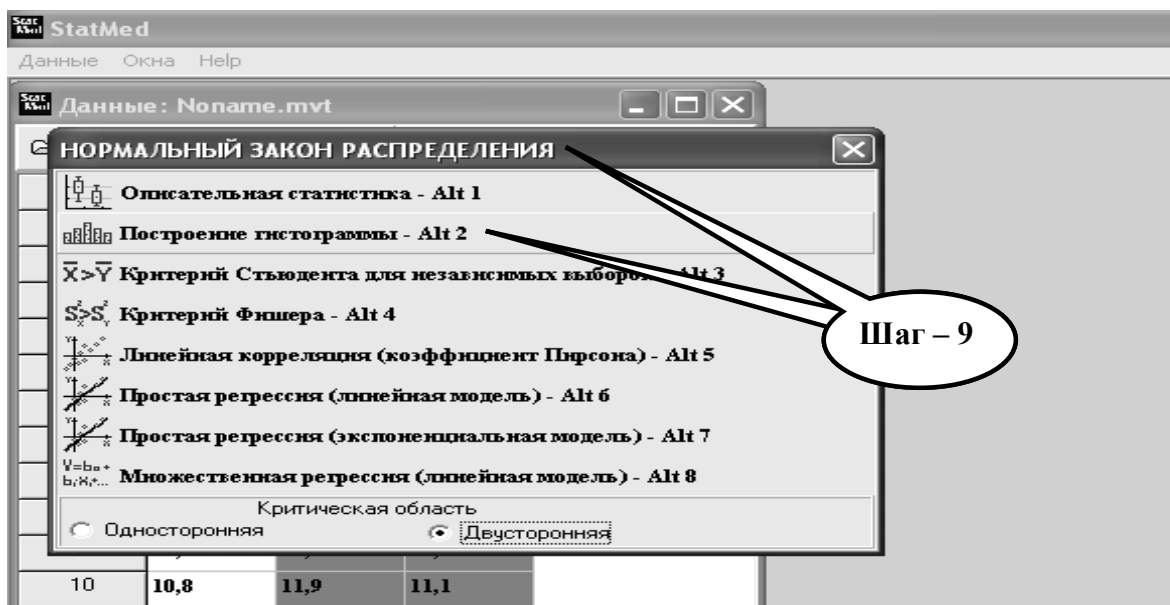 StatMed
Данные Окна Help
Данные: Noname.mvt
НОРМАЛЬНЫЙ ЗАКОН РАСПРЕДЕЛЕНИЯ
Описательная статистика - Alt 1
Построение гистограммы - Alt 2
X>Y Критерий Стьюдента для независимых выборок - Alt 3
Критерий Фишера - Alt 4
Линейная корреляция (коэффициент Пирсона) - Alt 5
Простая регрессия (линейная модель) - Alt 6
Простая регрессия (экспоненциальная модель) - Alt 7
Множественная регрессия (линейная модель) - Alt 8
Критическая область
Односторонняя Двусторонняя
10 10,8 11,9 11,1
Шаг – 9